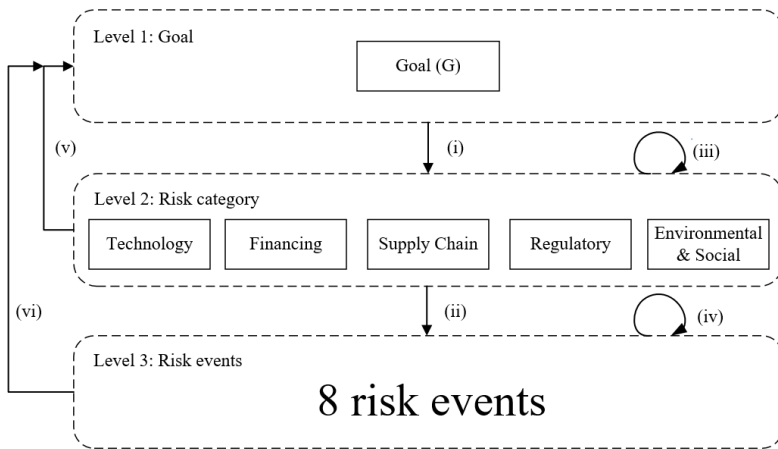 Level 1: Goal
Goal (G)
(v)
(i)
(iii)
Level 2: Risk category
Technology
Financing
Supply Chain
Regulatory
Environmental
& Social
(vi)
(ii)
(iv)
Level 3: Risk events
8 risk events